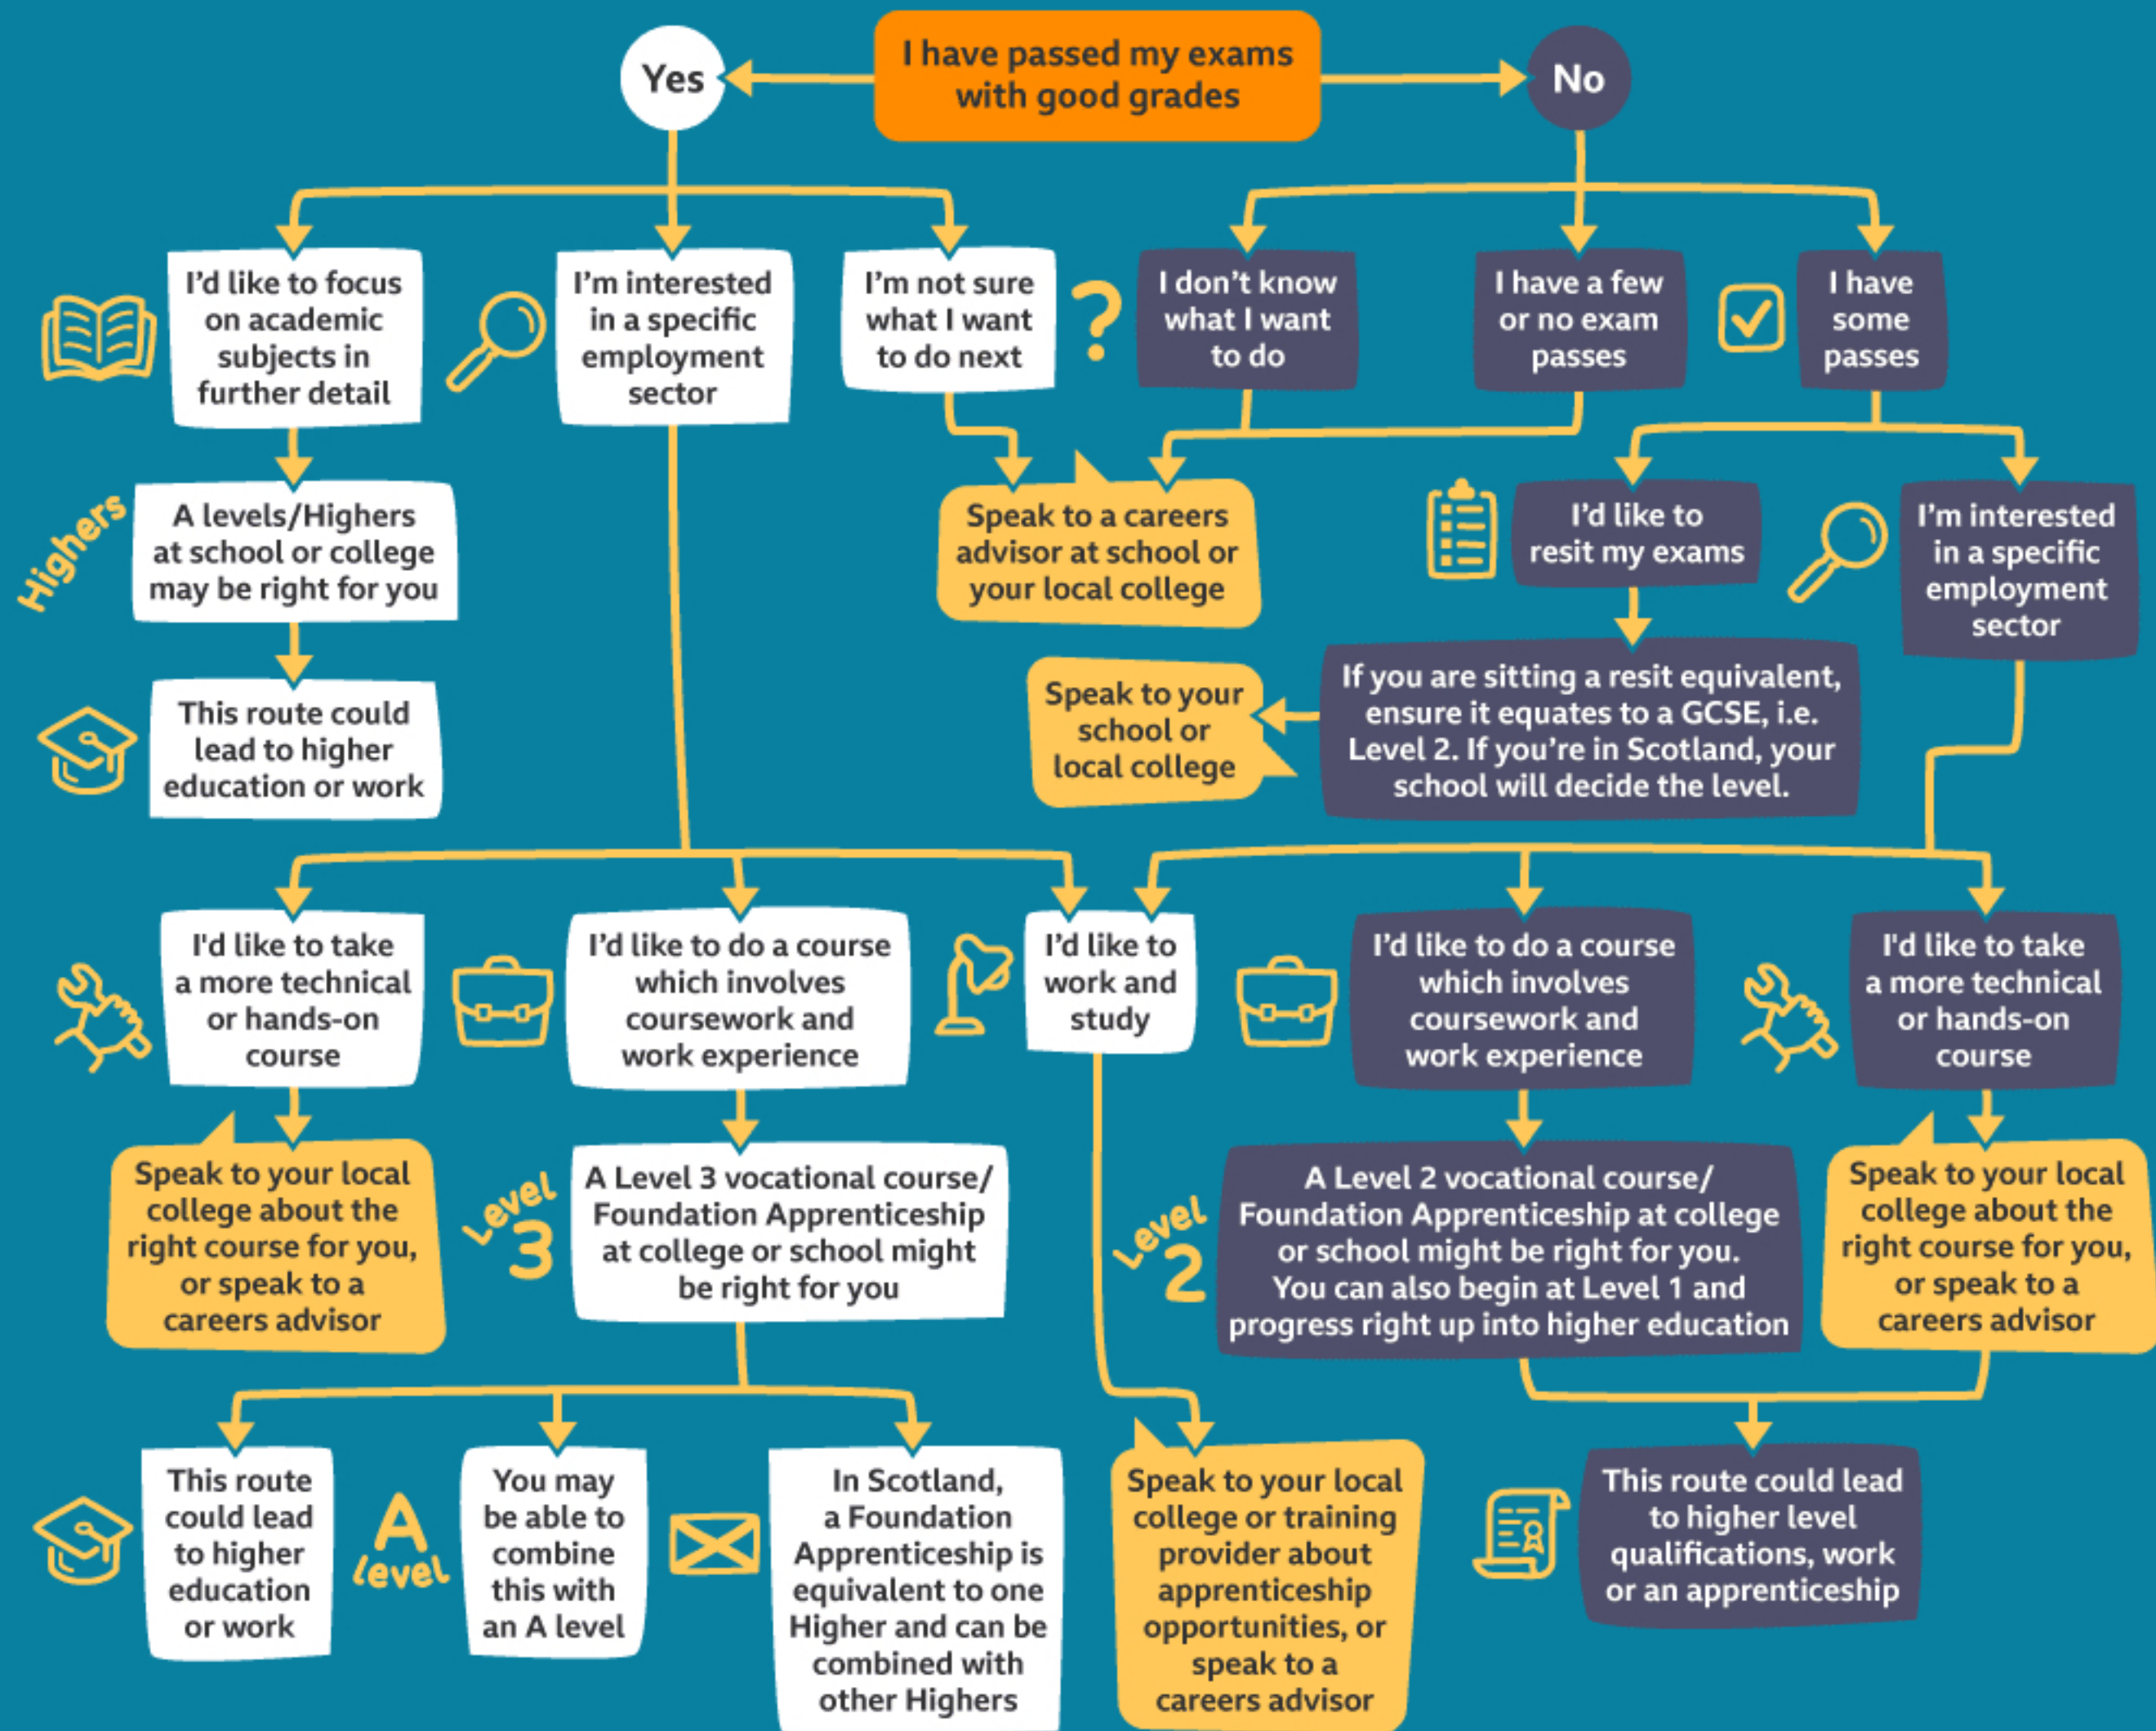 I have passed my exams
with good grades
Yes
No
I'd like to focus
on academic
subjects in
further detail
I'm interested
in a specific
employment
sector
I'm not sure
what I want
to do next
?
I don't know
what I want
to do
I have a few
or no exam
passes
I have
some
passes
Highers
A levels/Highers
at school or college
may be right for you
Speak to a careers
advisor at school or
your local college
I'd like to
resit my exams
I'm interested
in a specific
employment
sector
This route could
lead to higher
education or work
Speak to your
school or
local college
If you are sitting a resit equivalent,
ensure it equates to a GCSE, i.e.
Level 2. If you're in Scotland, your
school will decide the level.
I'd like to take
a more technical
or hands-on
course
I'd like to do a course
which involves
coursework and
work experience
I'd like to
work and
study
I'd like to do a course
which involves
coursework and
work experience
I'd like to take
a more technical
or hands-on
course
Speak to your local
college about the
right course for you,
or speak to a
careers advisor
Level
3
A Level 3 vocational course/
Foundation Apprenticeship
at college or school might
be right for you
Level
2
A Level 2 vocational course/
Foundation Apprenticeship at college
or school might be right for you.
You can also begin at Level 1 and
progress right up into higher education
Speak to your local
college about the
right course for you,
or speak to a
careers advisor
This route
could lead
to higher
education
or work
A
level
You may
be able to
combine
this with
an A level
In Scotland,
a Foundation
Apprenticeship is
equivalent to one
Higher and can be
combined with
other Highers
Speak to your local
college or training
provider about
apprenticeship
opportunities, or
speak to a
careers advisor
This route could lead
to higher level
qualifications, work
or an apprenticeship